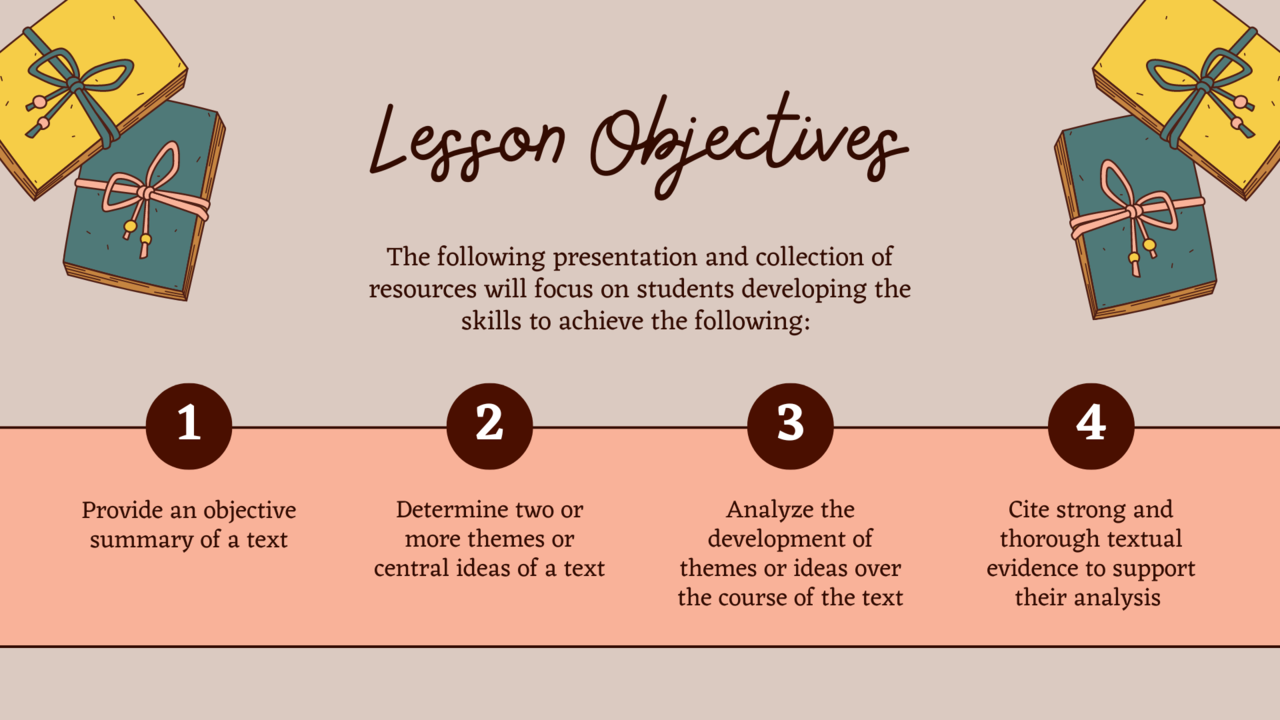 Lesson Objectives
The following presentation and collection of
resources will focus on students developing the
skills to achieve the following:
1
Provide an objective
summary of a text
2
Determine two or
more themes or
central ideas of a text
3
Analyze the
development of
themes or ideas over
the course of the text
4
Cite strong and
thorough textual
evidence to support
their analysis